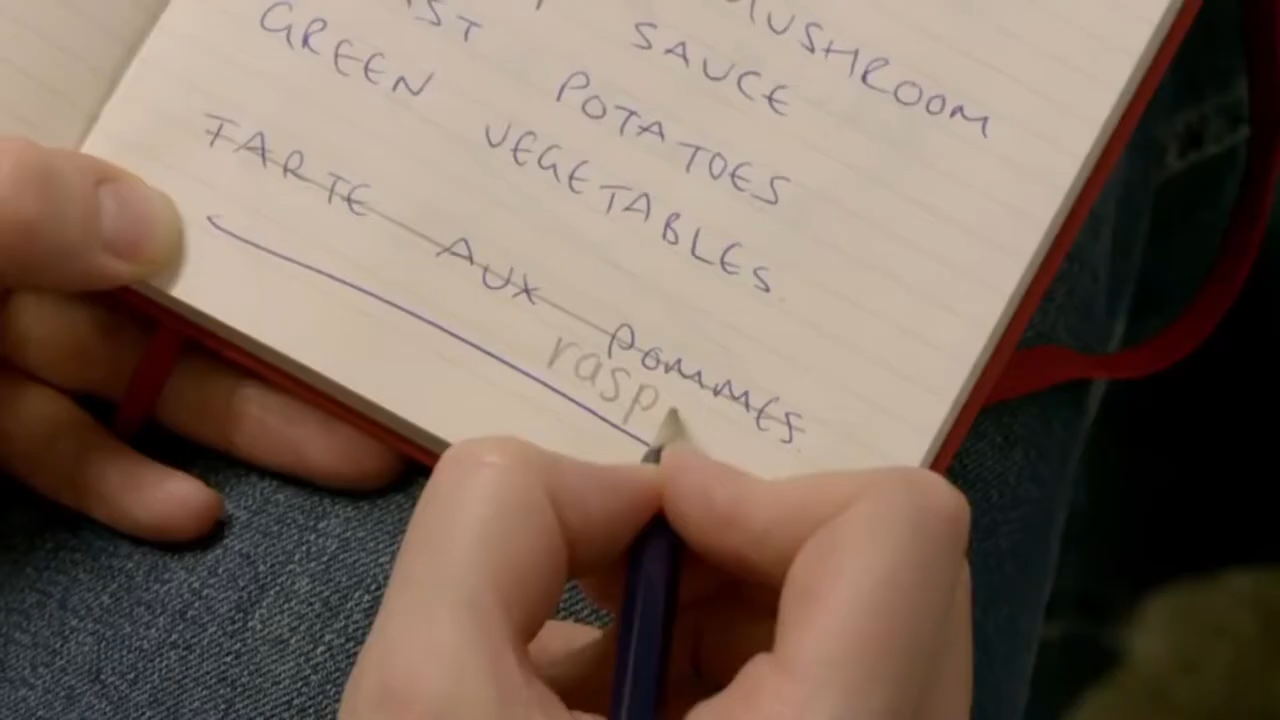 MUSHROOM
SAUCE
POTATOES
GREEN VEGETABLES
TARTE AUX POMMES
rasp